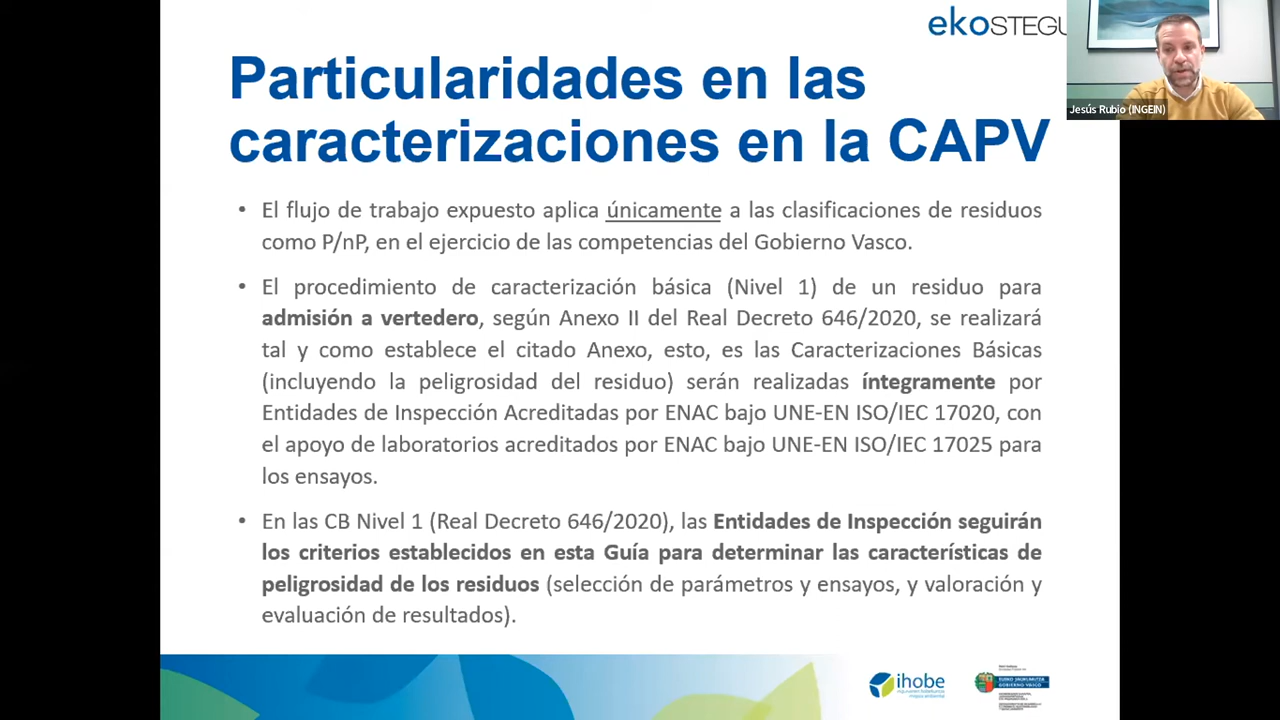 ekOSTEGU
Jesús Rubio (INGEIN)
Particularidades en las
caracterizaciones en la CAPV
• El flujo de trabajo expuesto aplica únicamente a las clasificaciones de residuos
como P/nP, en el ejercicio de las competencias del Gobierno Vasco.
• El procedimiento de caracterización básica (Nivel 1) de un residuo para
admisión a vertedero, según Anexo II del Real Decreto 646/2020, se realizará
tal y como establece el citado Anexo, esto, es las Caracterizaciones Básicas
(incluyendo la peligrosidad del residuo) serán realizadas íntegramente por
Entidades de Inspección Acreditadas por ENAC bajo UNE-EN ISO/IEC 17020, con
el apoyo de laboratorios acreditados por ENAC bajo UNE-EN ISO/IEC 17025 para
los ensayos.
• En las CB Nivel 1 (Real Decreto 646/2020), las Entidades de Inspección seguirán
los criterios establecidos en esta Guía para determinar las características de
peligrosidad de los residuos (selección de parámetros y ensayos, y valoración y
evaluación de resultados).
ihobe
EUSKO JAURLARITZA
GOBIERNO VASCO